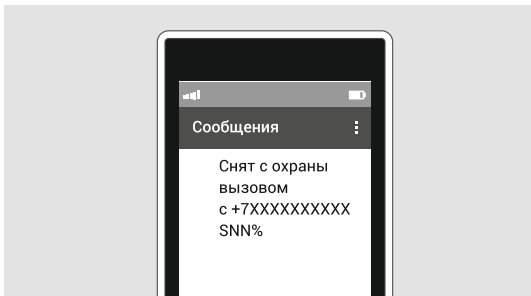 Сообщения
Снят с охраны
вызовом
с +7XXXXXXXXXX
SNN%